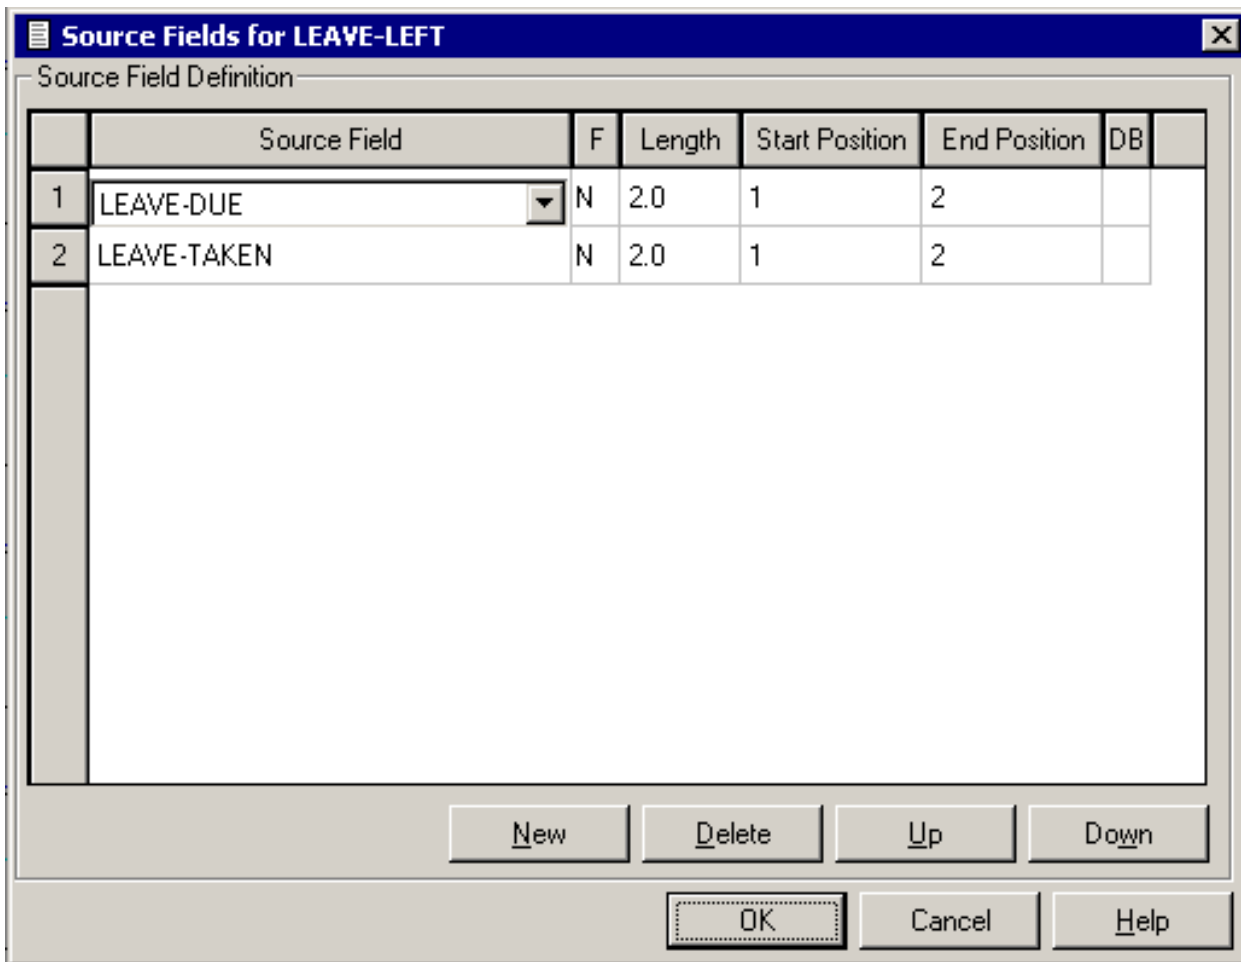 Source Fields for LEAVE-LEFT
Source Field Definition
Source Field F Length Start Position End Position DB
1 LEAVE-DUE N 2.0 1 2
2 LEAVE-TAKEN N 2.0 1 2
New Delete Up Down
OK Cancel Help